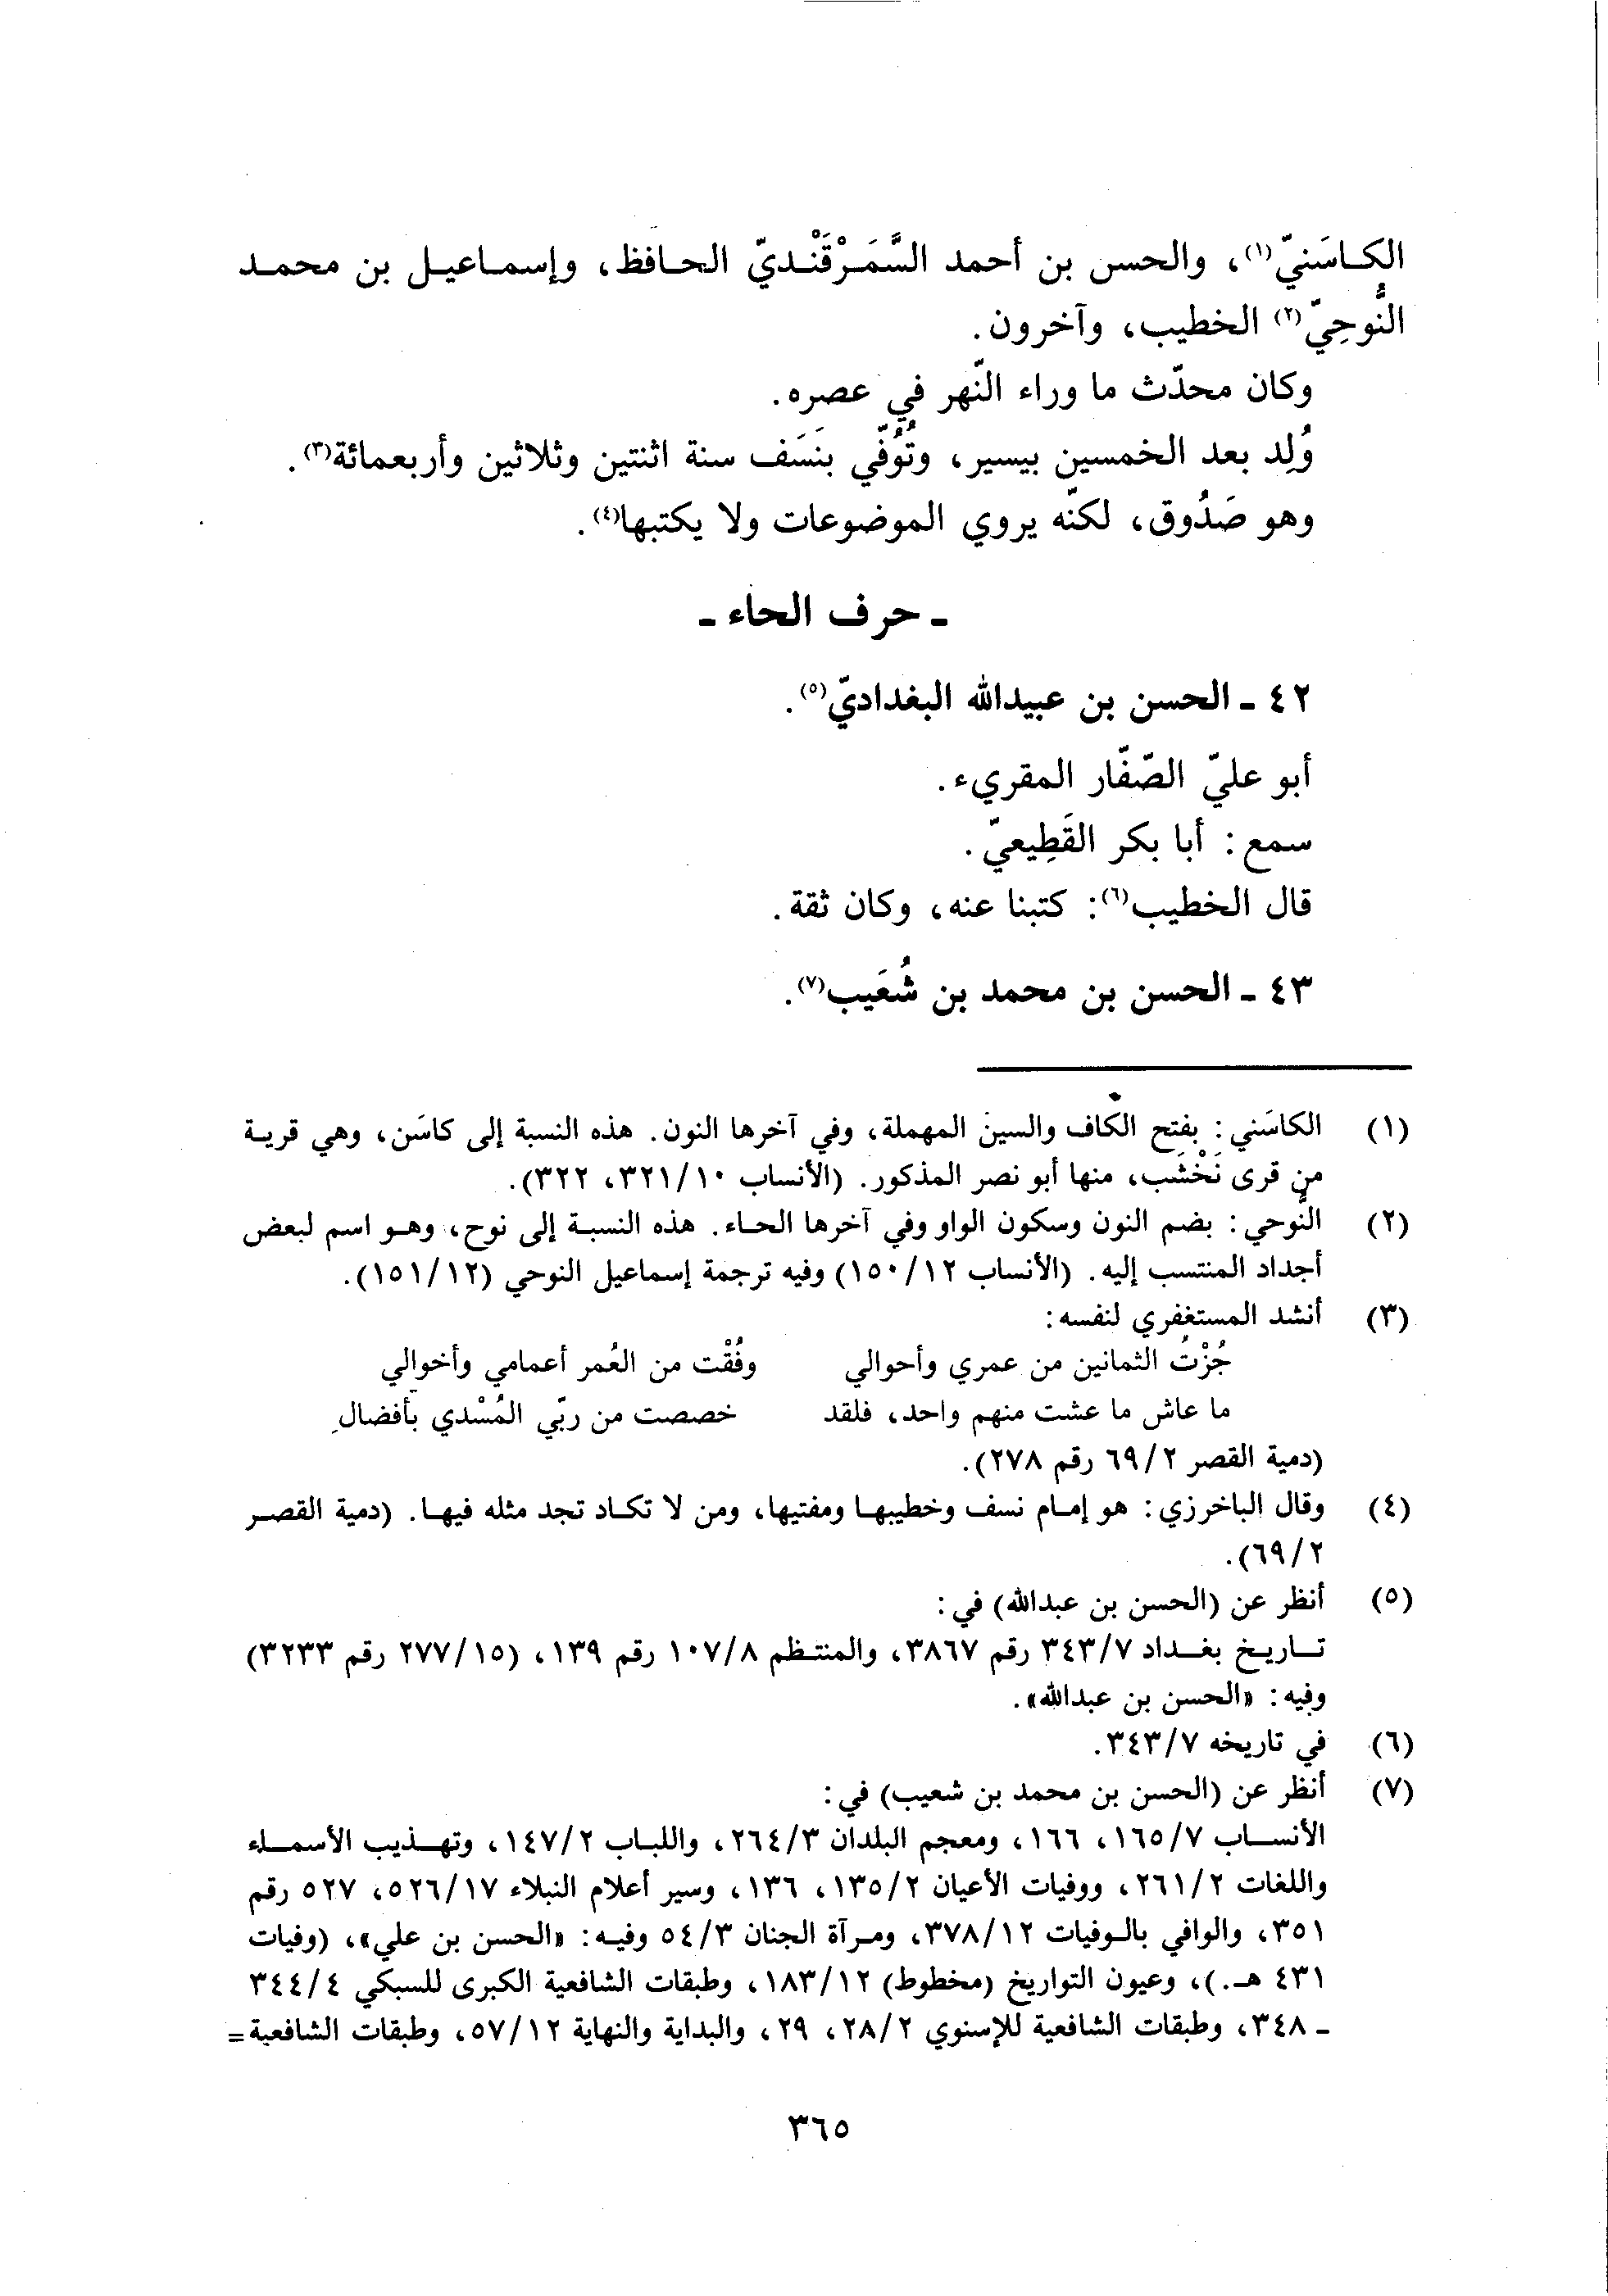 الكاسَنيّ(١)، والحسن بن أحمد السَّمَرْقَنْديّ الحافظ، وإسماعيل بن محمد
النُّوحِيّ(٢) الخطيب، وآخرون.
وكان محدّث ما وراء النّهر في عصره.
وُلِد بعد الخمسين بيسير، وتُوُفّي بنَسَف سنة اثنتين وثلاثين وأربعمائة(٣).
وهو صَدُوق، لكنّه يروي الموضوعات ولا يكتبها(٤).
ـ حرف الحاء ـ
٤٢ ـ الحسن بن عبيدالله البغداديّ(٥).
أبو عليّ الصّفّار المقريء.
سمع: أبا بكر القَطِيعيّ.
قال الخطيب(٦): كتبنا عنه، وكان ثقة.
٤٣ ـ الحسن بن محمد بن شُعَيب(٧).
(١) الكاسَني: بفتح الكاف والسين المهملة، وفي آخرها النون. هذه النسبة إلى كاسَن، وهي قرية
من قرى نَخْشَب، منها أبو نصر المذكور. (الأنساب ٣٢١/١٠، ٣٢٢).
(٢) النُّوحي: بضم النون وسكون الواو وفي آخرها الحاء. هذه النسبة إلى نوح، وهو اسم لبعض
أجداد المنتسب إليه. (الأنساب ١٥٠/١٢) وفيه ترجمة إسماعيل النوحي (١٥١/١٢).
(٣) أنشد المستغفري لنفسه:
جُزْتُ الثمانين من عمري وأحوالي وفُقْت من العُمر أعمامي وأخوالي
ما عاش ما عشت منهم واحد، فلقد خصصت من ربّي المُسْدي بأفضالِ
(دمية القصر ٦٩/٢ رقم ٢٧٨).
(٤) وقال الباخرزي: هو إمام نسف وخطيبها ومفتيها، ومن لا تكاد تجد مثله فيها. (دمية القصر
٦٩/٢).
(٥) أنظر عن (الحسن بن عبدالله) في:
تاريخ بغداد ٣٤٣/٧ رقم ٣٨٦٧، والمنتظم ١٠٧/٨ رقم ١٣٩، (٢٧٧/١٥ رقم ٣٢٣٣)
وفيه: «الحسن بن عبدالله».
(٦) في تاريخه ٣٤٣/٧.
(٧) أنظر عن (الحسن بن محمد بن شعيب) في:
الأنساب ١٦٥/٧، ١٦٦، ومعجم البلدان ٢٦٤/٣، واللباب ١٤٧/٢، وتهذيب الأسماء
واللغات ٢٦١/٢، ووفيات الأعيان ١٣٥/٢، ١٣٦، وسير أعلام النبلاء ٥٢٦/١٧، ٥٢٧ رقم
٣٥١، والوافي بالوفيات ٣٧٨/١٢، ومرآة الجنان ٥٤/٣ وفيه: «الحسن بن علي»، (وفيات
٤٣١ هـ.)، وعيون التواريخ (مخطوط) ١٨٣/١٢، وطبقات الشافعية الكبرى للسبكي ٣٤٤/٤
ـ ٣٤٨، وطبقات الشافعية للإسنوي ٢٨/٢، ٢٩، والبداية والنهاية ٥٧/١٢، وطبقات الشافعية=
٣٦٥